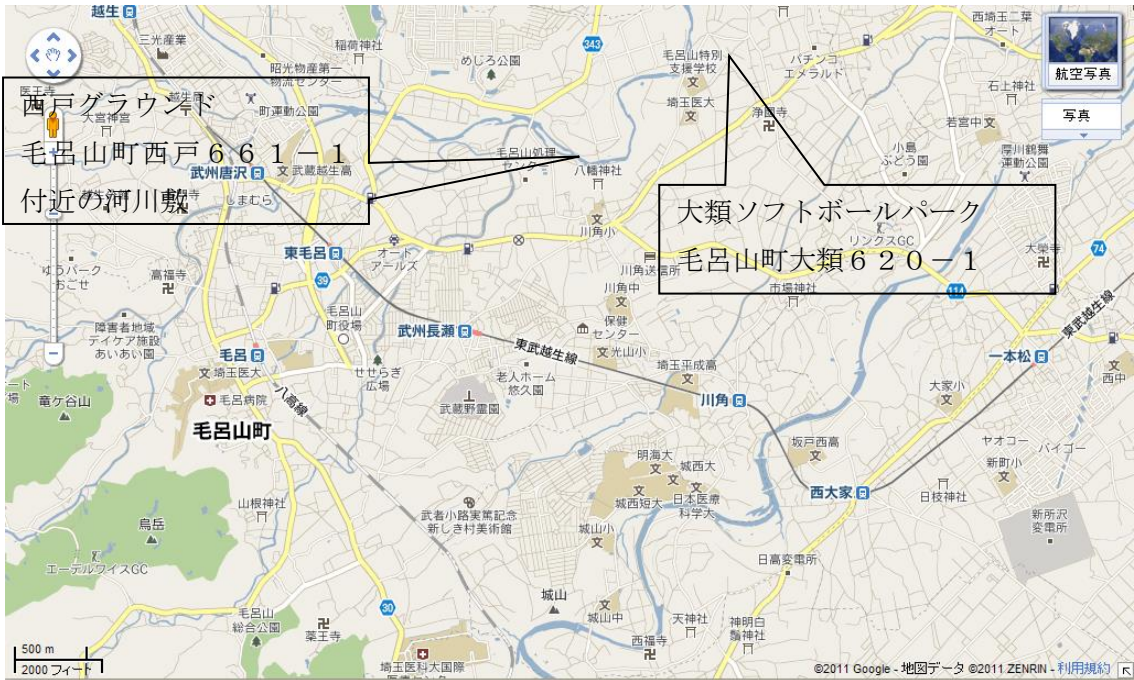 越生
三光産業
稲荷神社
昭光物産第一
物流センター
めじろ公園
343
毛呂山特別
支援学校
埼玉医大
パチンコ
エメラルド
西埼玉二葉
オート
航空写真
写真
石上神社
浄国寺
若宮中
小島
ぶどう園
厚川鶴舞
運動公園
医王寺
越生
町運動公園
大宮神宮
西戸グラウンド
毛呂山町西戸661-1
付近の河川敷
武州唐沢
武蔵越生高
しまむら
毛呂山処理
センター
八幡神社
川角小
大類ソフトボールパーク
毛呂山町大類620-1
リンクスGC
大榮寺
74
東毛呂
オート
アールズ
川角送信所
川角中
市場神社
114
ゆうパーク
おごせ
高福寺
39
毛呂山
町役場
障害者地域
デイケア施設
あいあい園
武州長瀬
保健
センター
東武越生線
光山小
東武越生線
一本松
毛呂
埼玉医大
せせらぎ
広場
老人ホーム
悠久園
埼玉平成高
西中
竜ケ谷山
毛呂病院
八高線
武蔵野霊園
川角
大家小
毛呂山町
坂戸西高
ヤオコー
バイゴー
新町小
明海大
城西大
城西短大
日本医療
科学大
西大家
日枝神社
山根神社
武者小路実篤記念
新しき村美術館
新所沢
変電所
烏岳
城山小
エーデルワイスGC
日高変電所
毛呂山
総合公園
薬王寺
30
城山
城山中
天神社
神明白
鬚神社
西福寺
埼玉医科大国際
500 m
2000 フィート
©2011 Google - 地図データ ©2011 ZENRIN - 利用規約